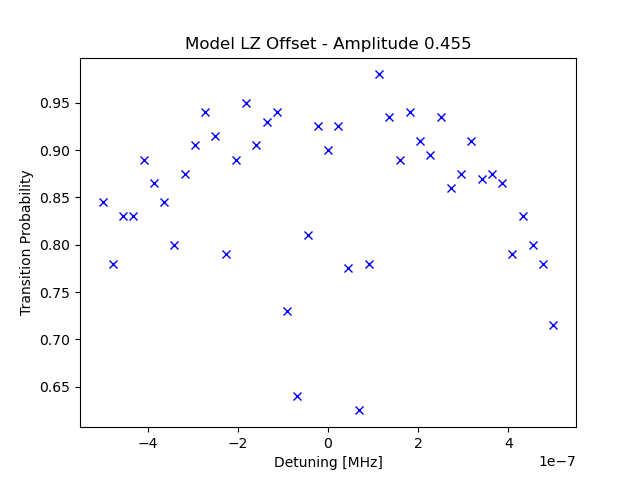 Model LZ Offset - Amplitude 0.455
Transition Probability
0.95
0.90
0.85
0.80
0.75
0.70
0.65
−4 −2 0 2 4
1e−7
Detuning [MHz]